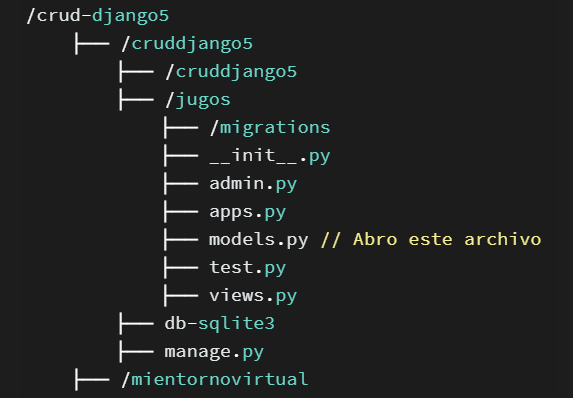 /crud-django5
├── /cruddjango5
├── /cruddjango5
├── /jugos
├── /migrations
├── __init__.py
├── admin.py
├── apps.py
├── models.py // Abro este archivo
├── test.py
├── views.py
├── db-sqlite3
├── manage.py
├── /mientornovirtual